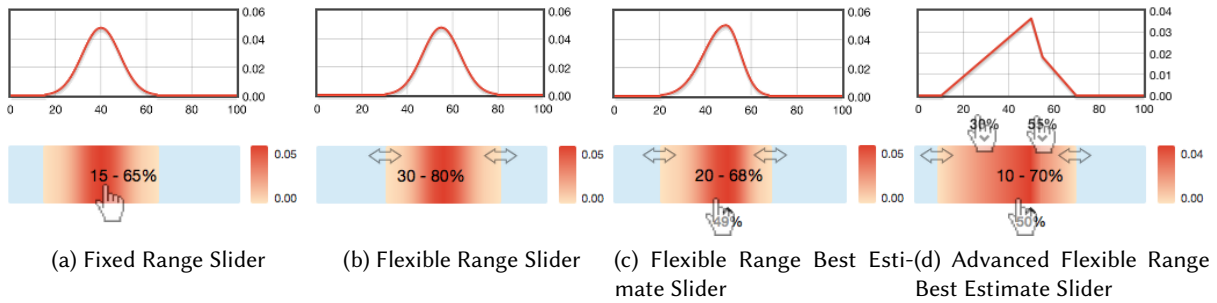 0.06
0.04
0.02
0.00
0 20 40 60 80 100
0.06
0.04
0.02
0.00
0 20 40 60 80 100
0.06
0.04
0.02
0.00
0 20 40 60 80 100
0.04
0.03
0.02
0.01
0.00
0 20 40 60 80 100
15 - 65%
0.05
0.00
30 - 80%
0.05
0.00
20 - 68%
49%
0.05
0.00
30% 55%
10 - 70%
50%
0.04
0.00
(a) Fixed Range Slider
(b) Flexible Range Slider
(c) Flexible Range Best Esti-
mate Slider
(d) Advanced Flexible Range
Best Estimate Slider